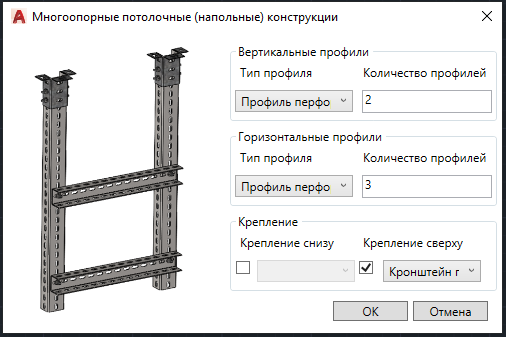 Многоопорные потолочные (напольные) конструкции
Вертикальные профили
Тип профиля Количество профилей
Профиль перфо 2
Горизонтальные профили
Тип профиля Количество профилей
Профиль перфо 3
Крепление
Крепление снизу Крепление сверху
Кронштейн г
OK Отмена